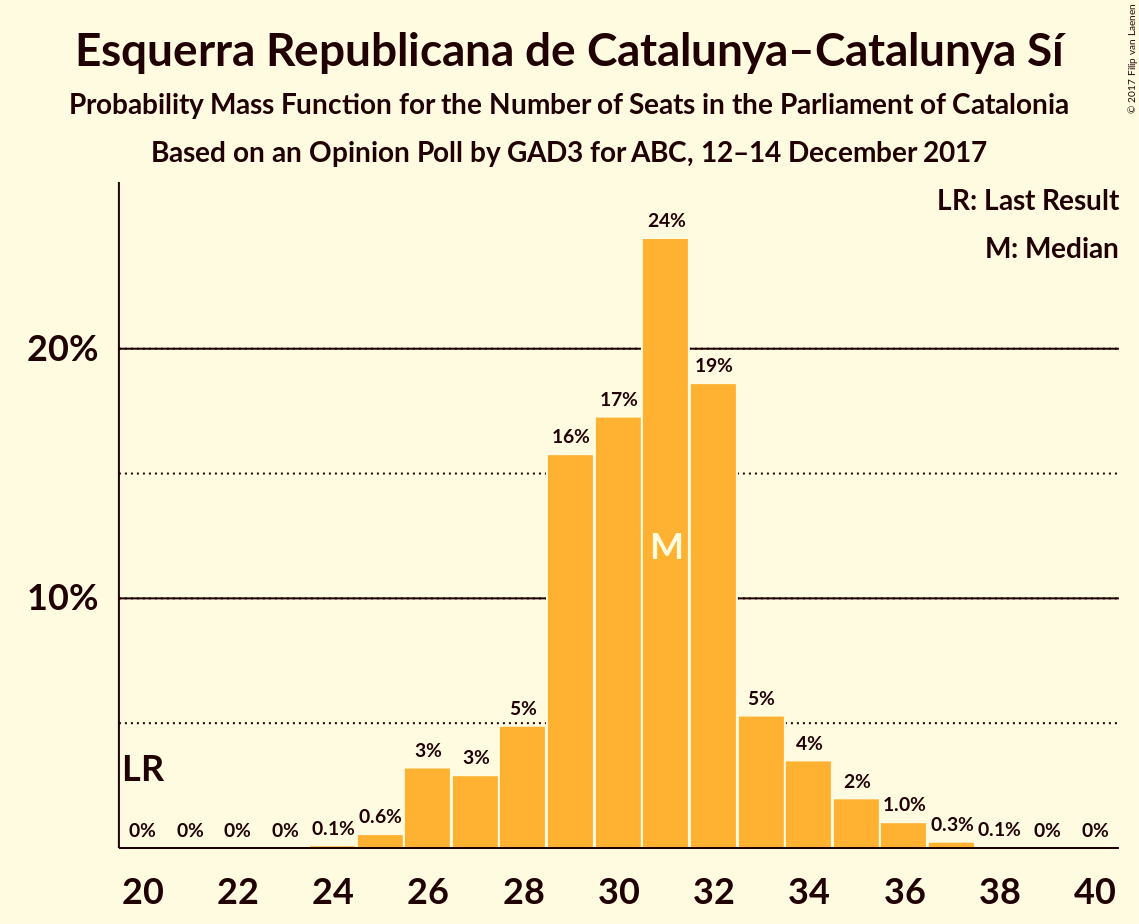 Esquerra Republicana de Catalunya–Catalunya Sí
Probability Mass Function for the Number of Seats in the Parliament of Catalonia
Based on an Opinion Poll by GAD3 for ABC, 12–14 December 2017
© 2017 Filip van Laenen
LR: Last Result
M: Median
20%
10%
24%
19%
17%
16%
M
5%
5%
4%
3%
3%
2%
LR
1.0%
0.6%
0.3%
0% 0% 0% 0% 0.1% 0.1% 0% 0%
20 22 24 26 28 30 32 34 36 38 40